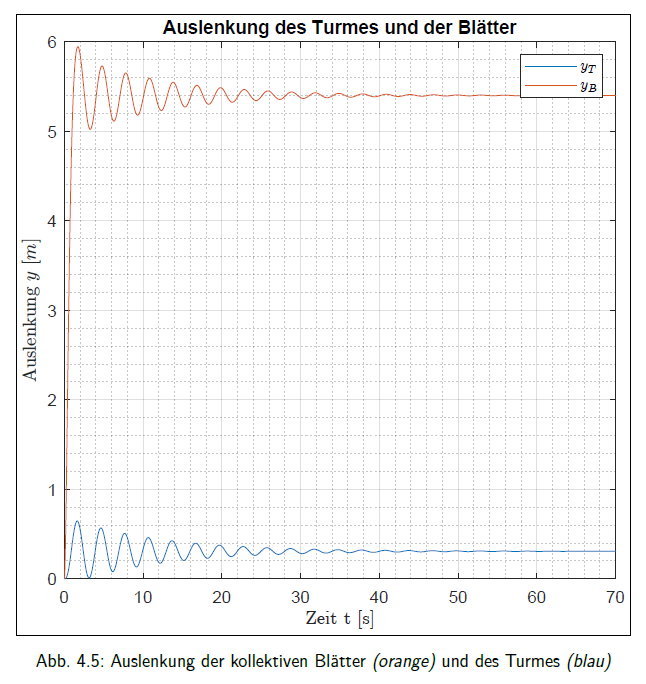 Auslenkung des Turmes und der Blätter
y_T
y_B
Auslenkung y [m]
6
5
4
3
2
1
0
0 10 20 30 40 50 60 70
Zeit t [s]
Abb. 4.5: Auslenkung der kollektiven Blätter (orange) und des Turmes (blau)